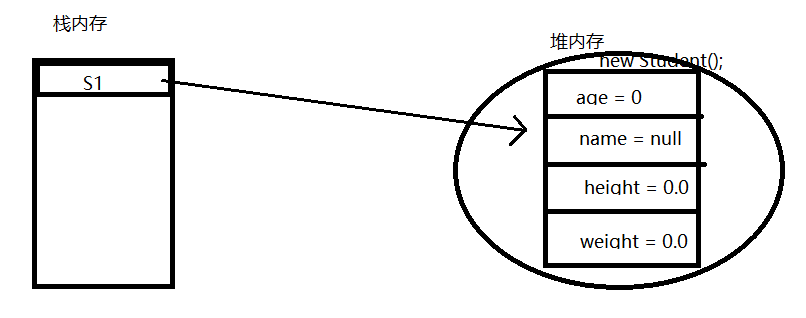 栈内存
堆内存
new Student();
S1
age = 0
name = null
height = 0.0
weight = 0.0